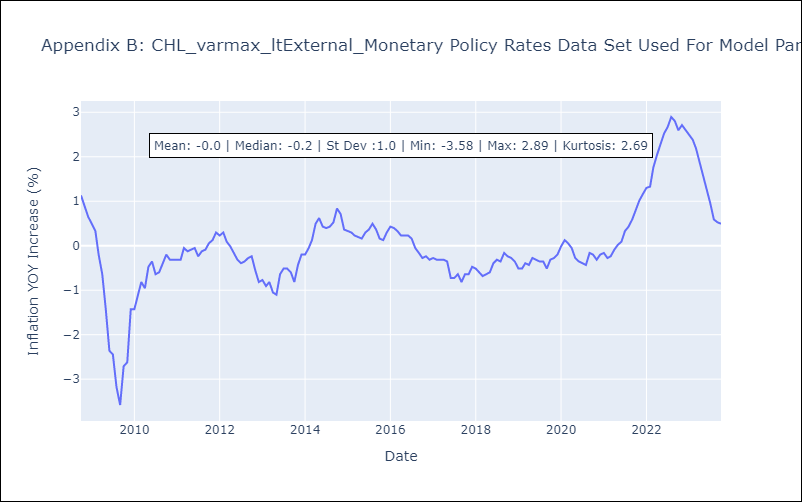 Appendix B: CHL_varmax_ltExternal_Monetary Policy Rates Data Set Used For Model Par
3
Mean: -0.0 | Median: -0.2 | St Dev :1.0 | Min: -3.58 | Max: 2.89 | Kurtosis: 2.69
2
1
0
−1
−2
−3
Inflation YOY Increase (%)
2010 2012 2014 2016 2018 2020 2022
Date